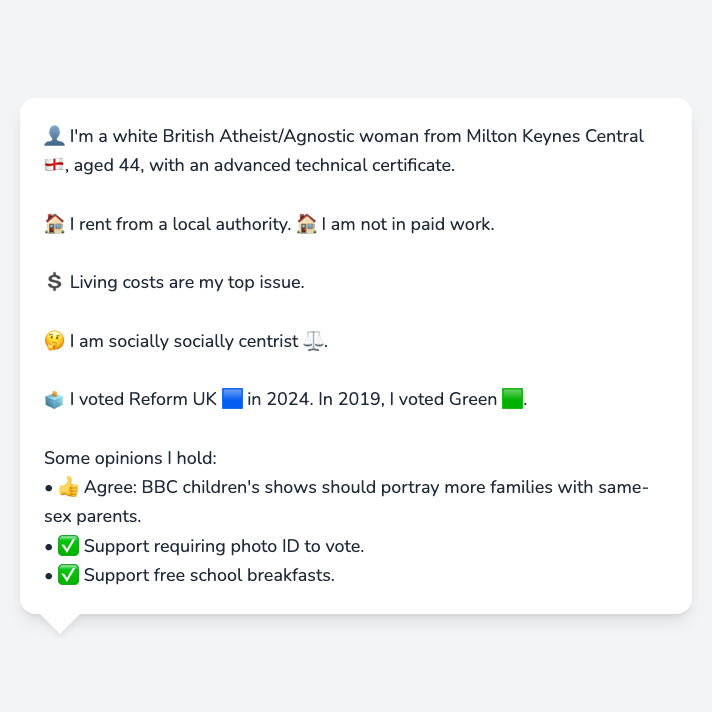 👤 I'm a white British Atheist/Agnostic woman from Milton Keynes Central
🏴󠁧󠁢󠁥󠁮󠁧󠁿, aged 44, with an advanced technical certificate.
🏠 I rent from a local authority. 🏠 I am not in paid work.
💲 Living costs are my top issue.
🤔 I am socially socially centrist ⚖️.
🗳️ I voted Reform UK 🟦 in 2024. In 2019, I voted Green 🟩.
Some opinions I hold:
• 👍 Agree: BBC children's shows should portray more families with same-
sex parents.
• ✅ Support requiring photo ID to vote.
• ✅ Support free school breakfasts.